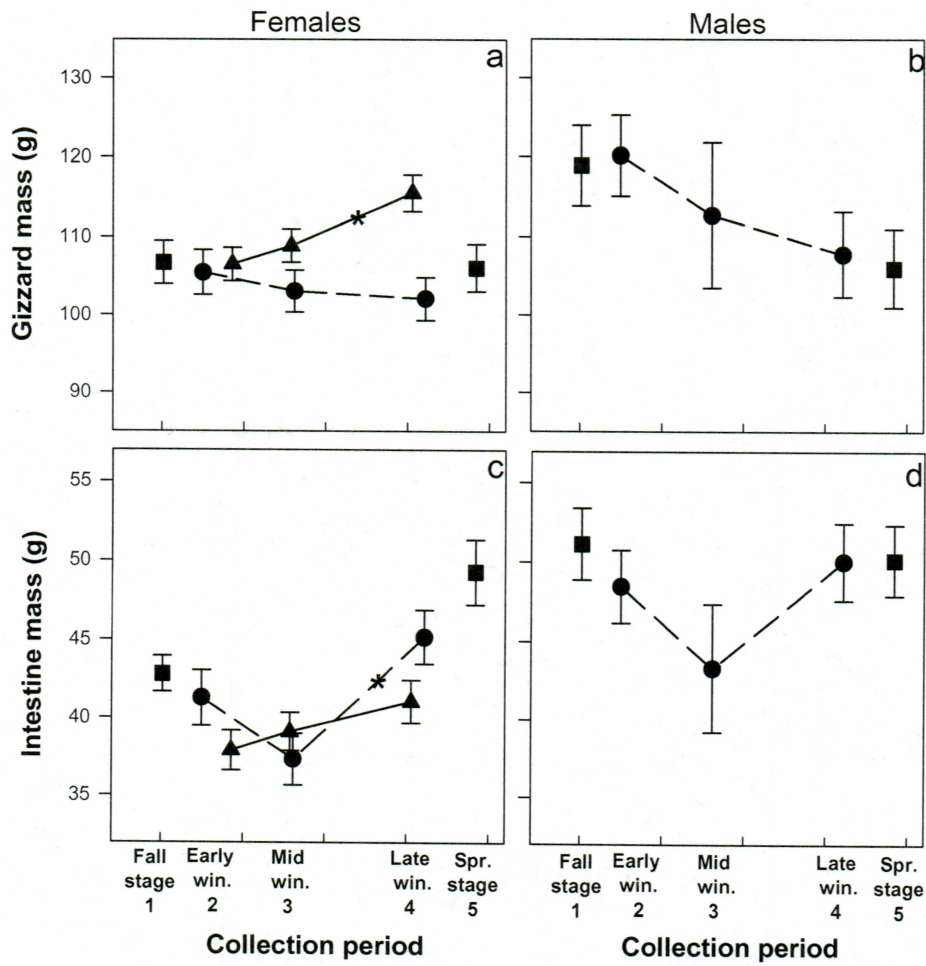 Females
Males
a
b
Gizzard mass (g)
130
120
110
100
90
*
c
d
Intestine mass (g)
55
50
45
40
35
*
Fall Early Mid Late Spr.
stage win. win. win. stage
1 2 3 4 5
Fall Early Mid Late Spr.
stage win. win. win. stage
1 2 3 4 5
Collection period
Collection period